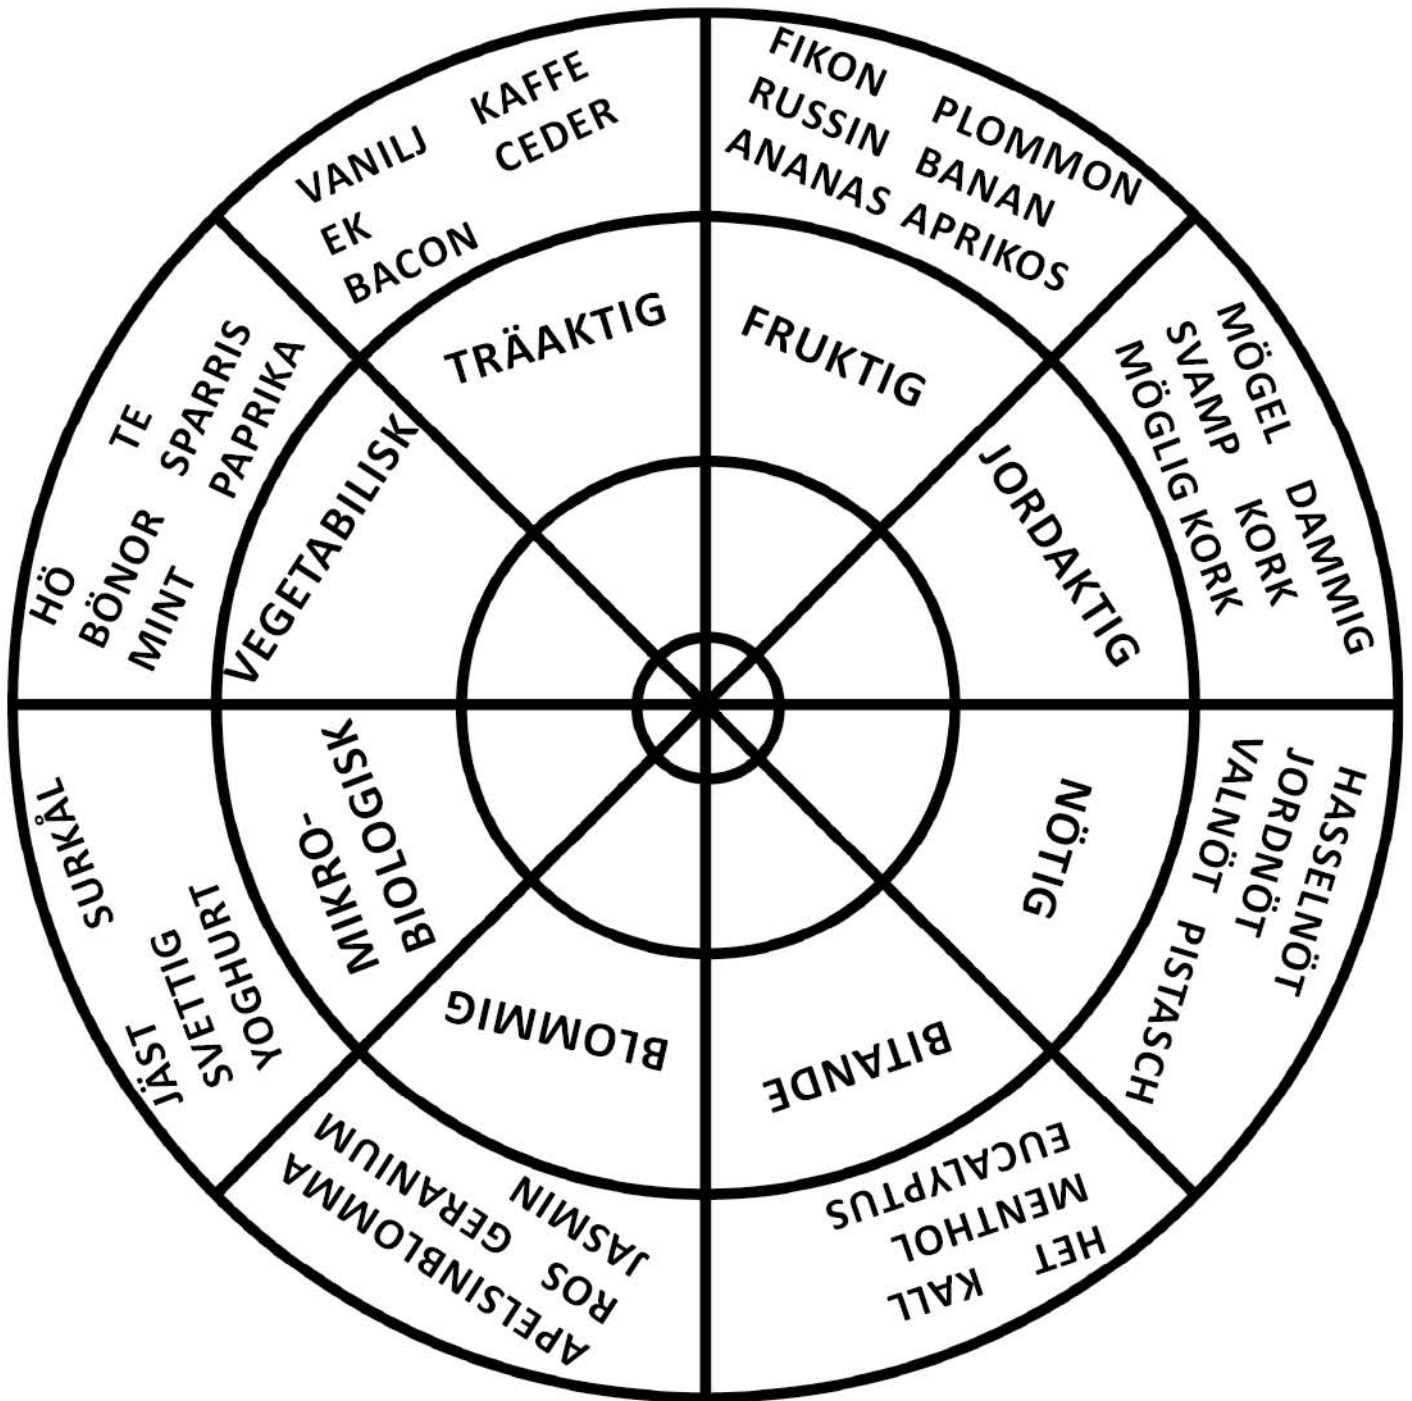 FIKON PLOMMON
RUSSIN BANAN
ANANAS APRIKOS
FRUKTIG
MÖGEL DAMMIG
SVAMP KORK
MÖGLIG KORK
JORDAKTIG
HASSELNÖT
JORDNÖT
VALNÖT PISTASCH
NÖTIG
HET KALL
MENTHOL
EUCALYPTUS
BITANDE
APELSINBLOMMA
ROS GERANIUM
JASMIN
BLOMMIG
JÄST SURKÅL
SVETTIG
YOGHURT
MIKRO-
BIOLOGISK
HÖ TE
BÖNOR SPARRIS
MINT PAPRIKA
VEGETABILISK
VANILJ KAFFE
EK CEDER
BACON
TRÄAKTIG